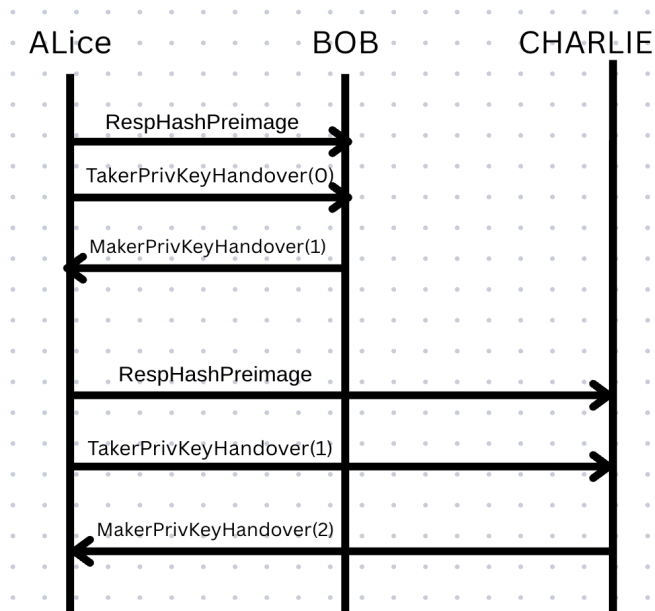 ALice BOB CHARLIE
RespHashPreimage
TakerPrivKeyHandover(0)
MakerPrivKeyHandover(1)
RespHashPreimage
TakerPrivKeyHandover(1)
MakerPrivKeyHandover(2)